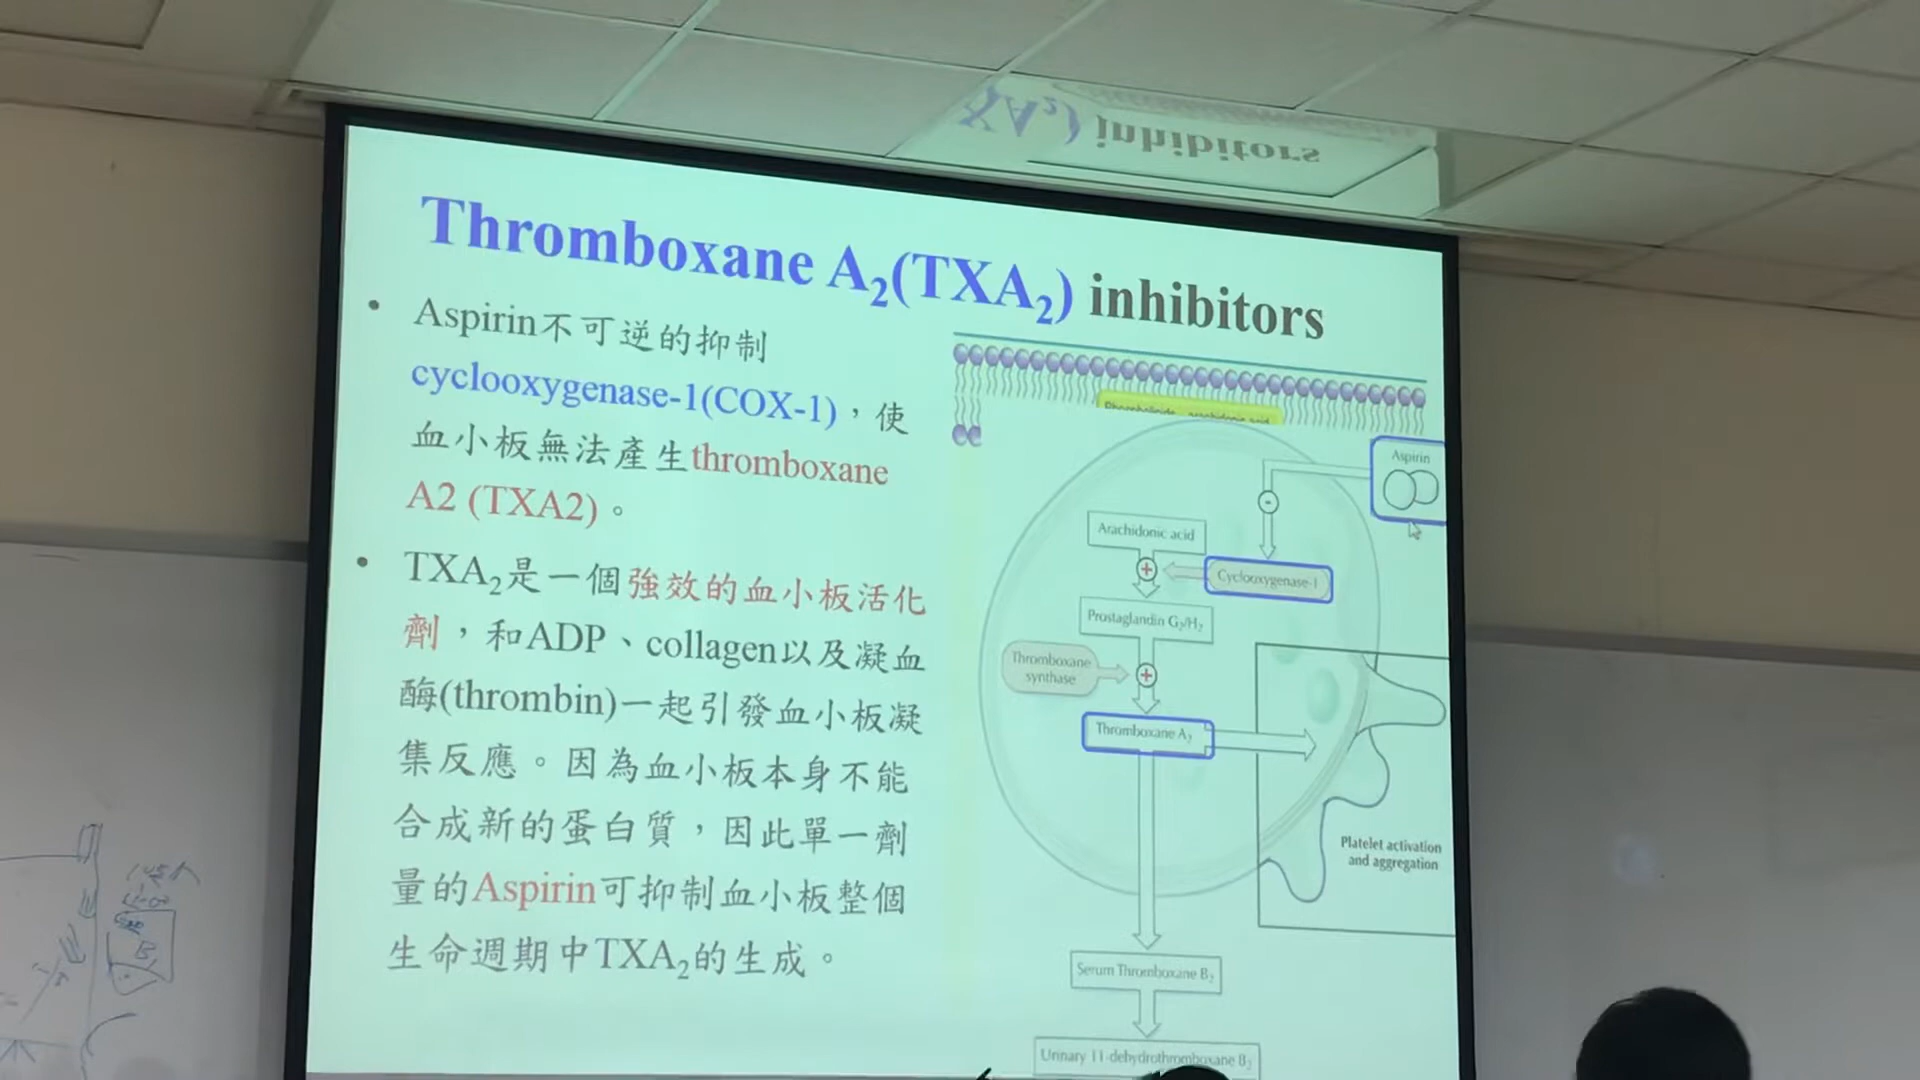 Thromboxane A₂(TXA₂) inhibitors
• Aspirin不可逆的抑制
cyclooxygenase-1(COX-1)，使
血小板無法產生thromboxane
A2 (TXA2)。
• TXA₂是一個強效的血小板活化
劑，和ADP、collagen以及凝血
酶(thrombin)一起引發血小板凝
集反應。因為血小板本身不能
合成新的蛋白質，因此單一劑
量的Aspirin可抑制血小板整個
生命週期中TXA₂的生成。
Aspirin
-
Arachidonic acid
+
Cyclooxygenase-1
Prostaglandin G₂/H₂
Thromboxane
synthase
+
Thromboxane A₂
Platelet activation
and aggregation
Serum Thromboxane B₂
Urinary 11-dehydrothromboxane B₂
XA₂) inhibitors